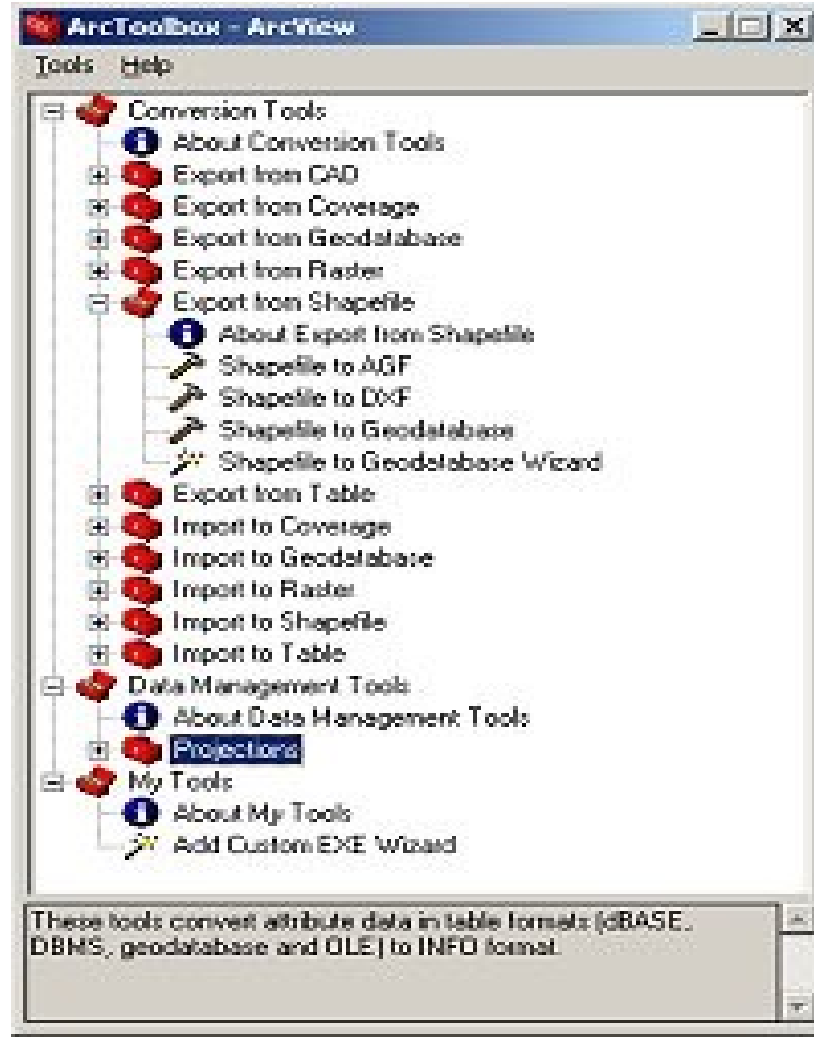 ArcToolbox - ArcView
Tools Help
Conversion Tools
About Conversion Tools
Export from CAD
Export from Coverage
Export from Geodatabase
Export from Raster
Export from Shapefile
About Export from Shapefile
Shapefile to AGF
Shapefile to DXF
Shapefile to Geodatabase
Shapefile to Geodatabase Wizard
Export from Table
Import to Coverage
Import to Geodatabase
Import to Raster
Import to Shapefile
Import to Table
Data Management Tools
About Data Management Tools
Projections
My Tools
About My Tools
Add Custom EXE Wizard
These tools convert attribute data in table formats (dBASE,
DBMS, geodatabase and OLE) to INFO format.